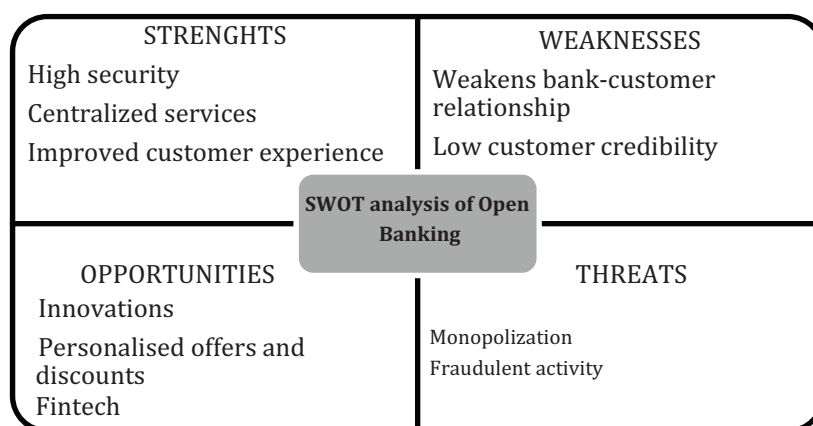 STRENGHTS
High security
Centralized services
Improved customer experience
WEAKNESSES
Weakens bank-customer
relationship
Low customer credibility
SWOT analysis of Open
Banking
OPPORTUNITIES
Innovations
Personalised offers and
discounts
Fintech
THREATS
Monopolization
Fraudulent activity